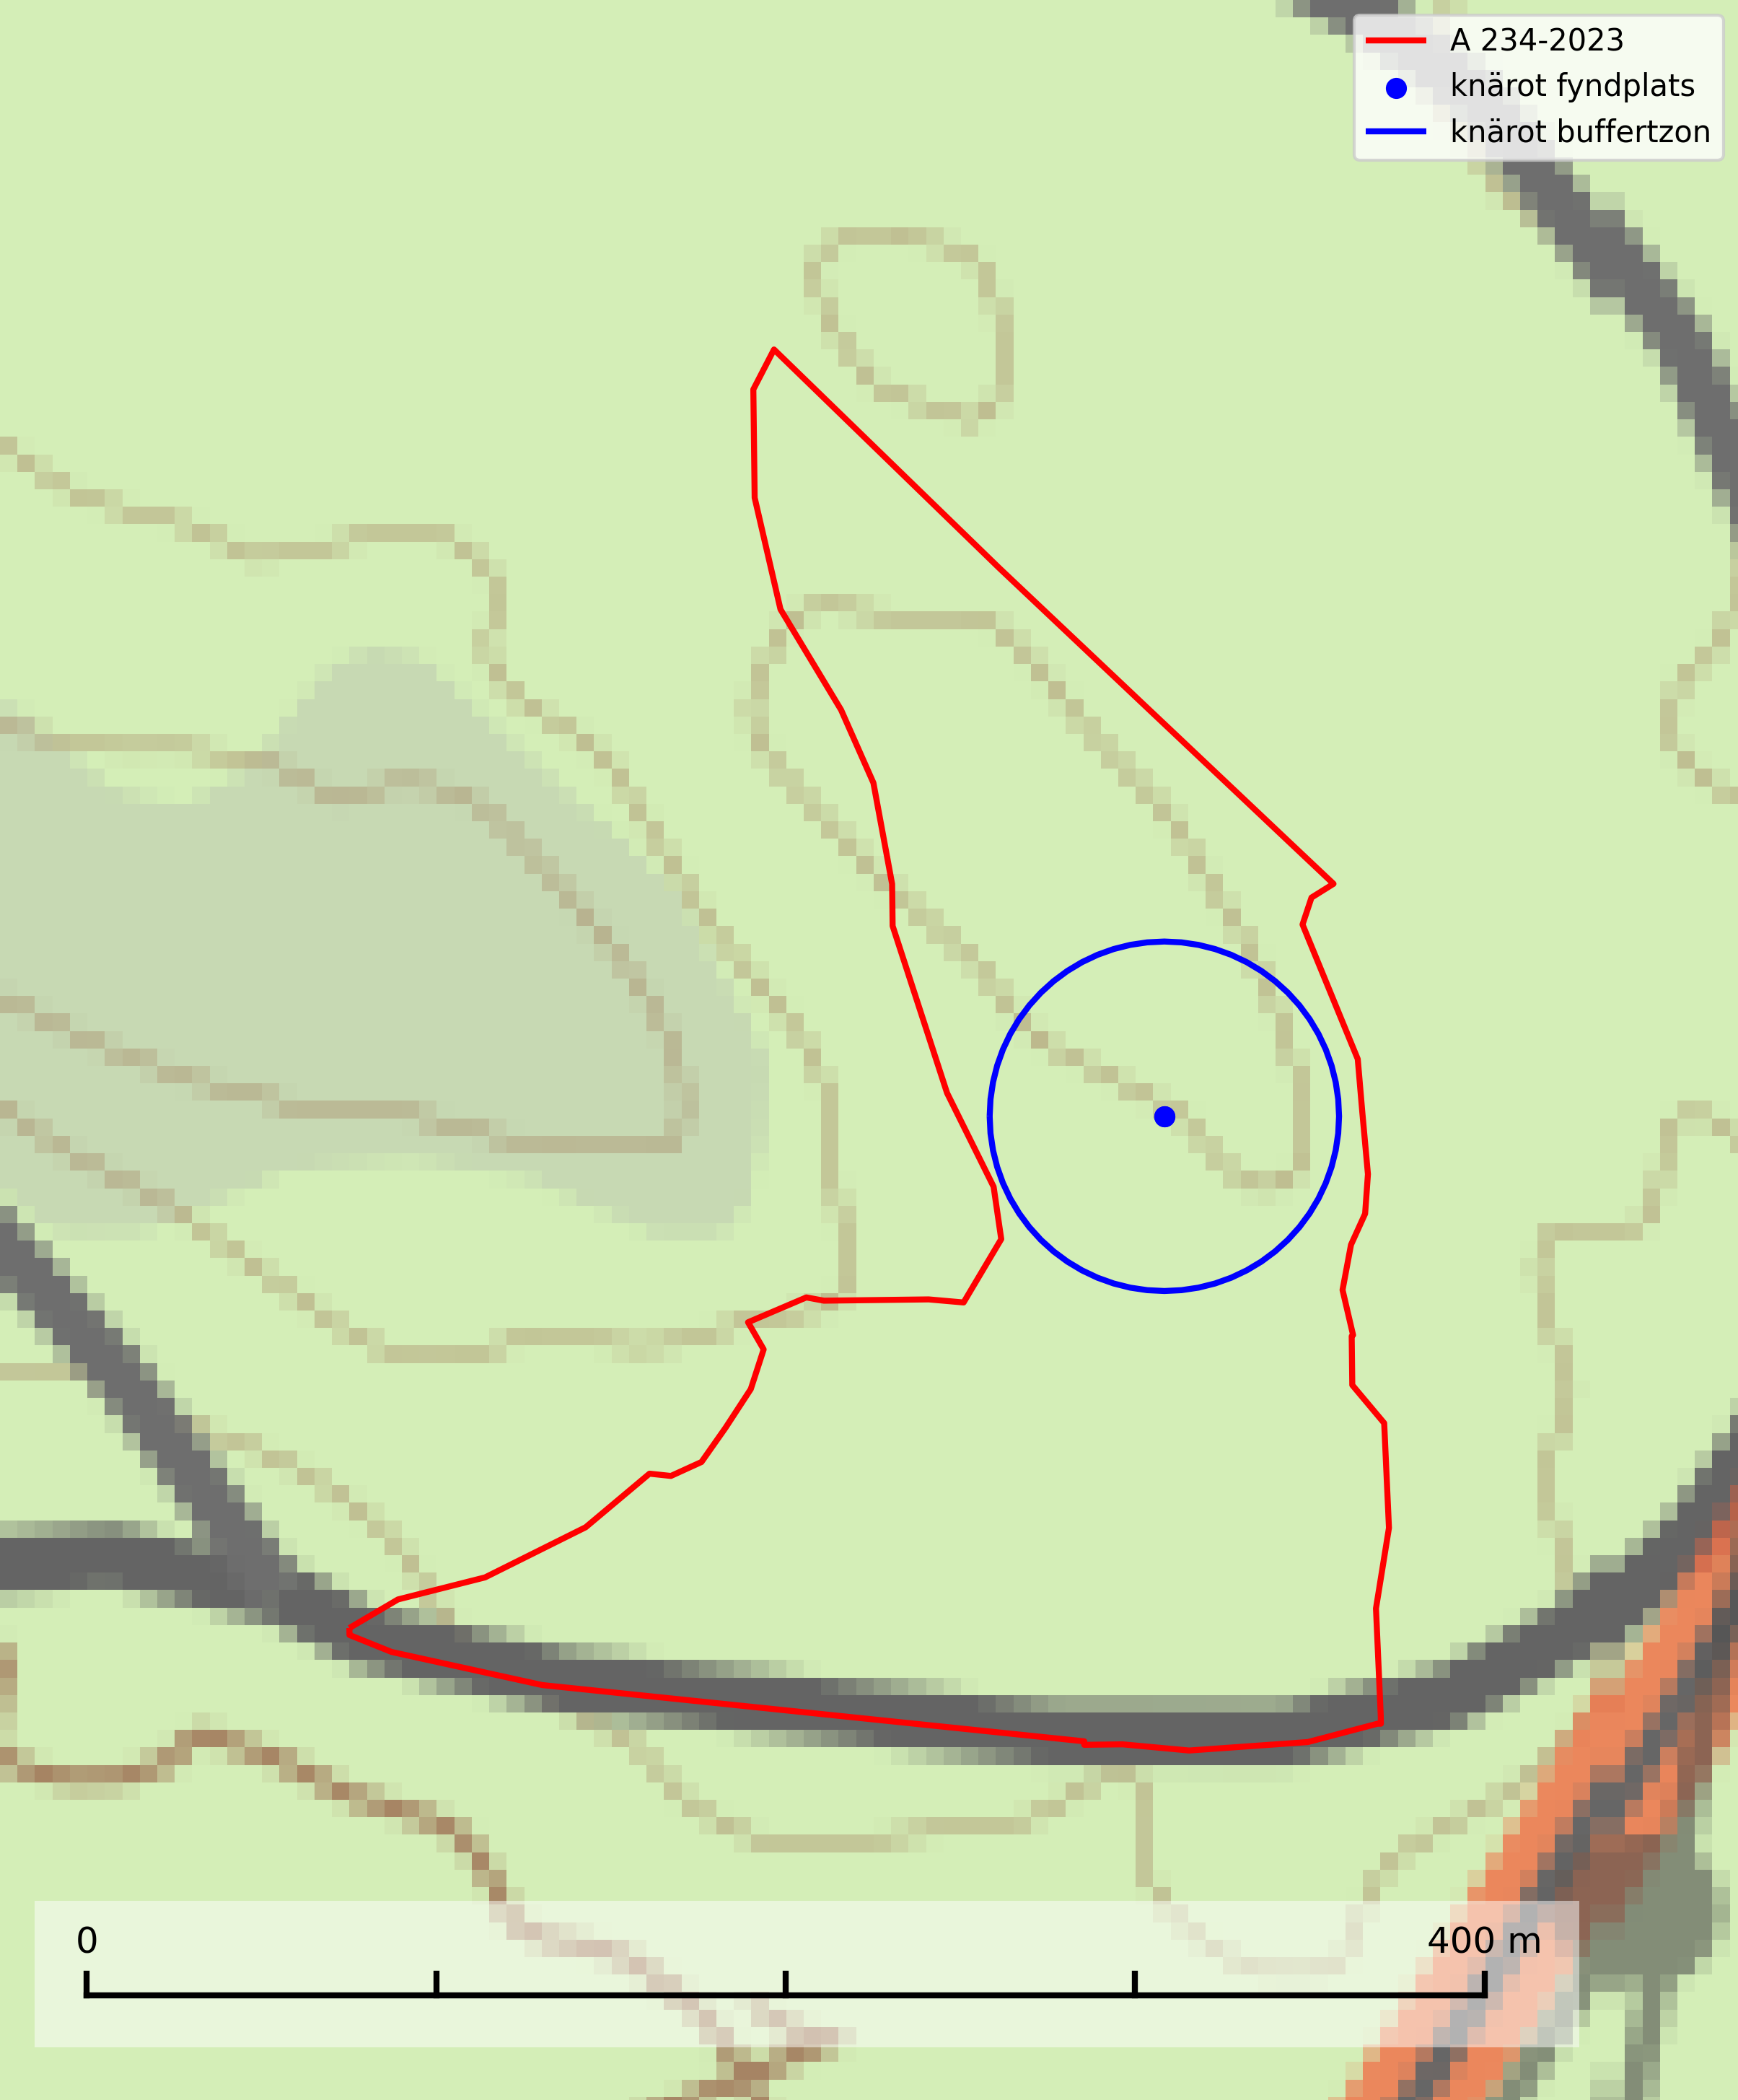 A 234-2023
knärot fyndplats
knärot buffertzon
0 400 m